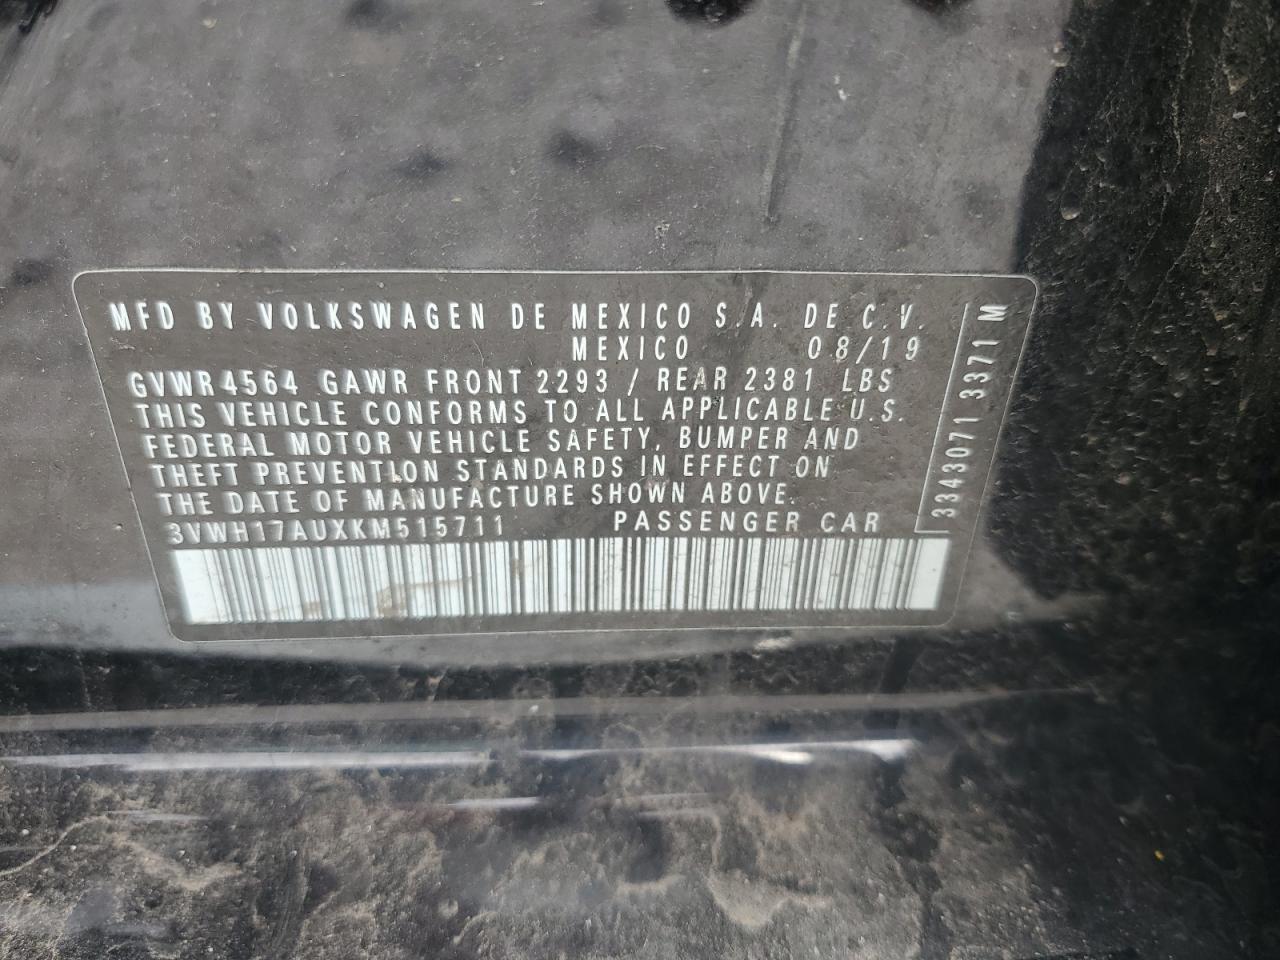 MFD BY VOLKSWAGEN DE MEXICO S.A. DE C.V.
MEXICO 08/19
GVWR 4564 GAWR FRONT 2293 / REAR 2381 LBS
THIS VEHICLE CONFORMS TO ALL APPLICABLE U.S.
FEDERAL MOTOR VEHICLE SAFETY, BUMPER AND
THEFT PREVENTION STANDARDS IN EFFECT ON
THE DATE OF MANUFACTURE SHOWN ABOVE.
3VWH17AUXKM515711 PASSENGER CAR
3343071 3371 M